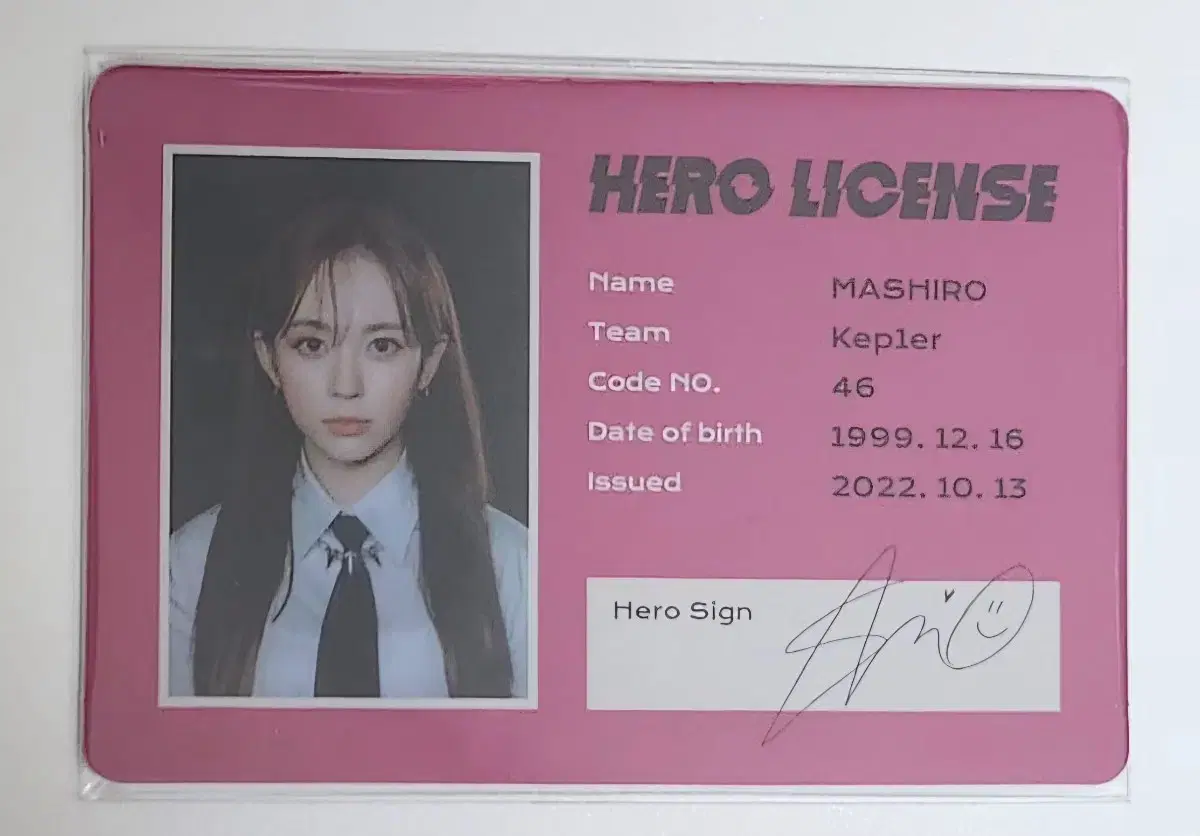 HERO LICENSE
Name MASHIRO
Team Kep1er
Code NO. 46
Date of birth 1999. 12. 16
Issued 2022. 10. 13
Hero Sign